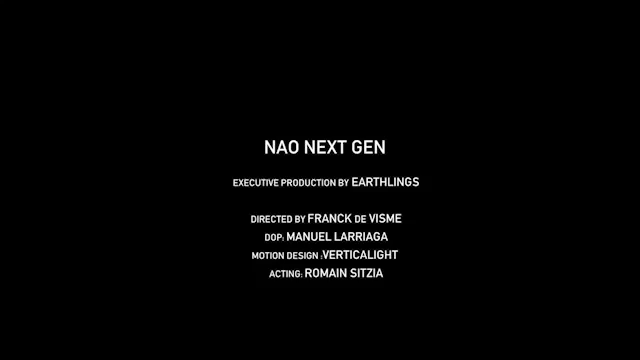 NAO NEXT GEN
EXECUTIVE PRODUCTION BY EARTHLINGS
DIRECTED BY FRANCK DE VISME
DOP: MANUEL LARRIAGA
MOTION DESIGN :VERTICALIGHT
ACTING: ROMAIN SITZIA